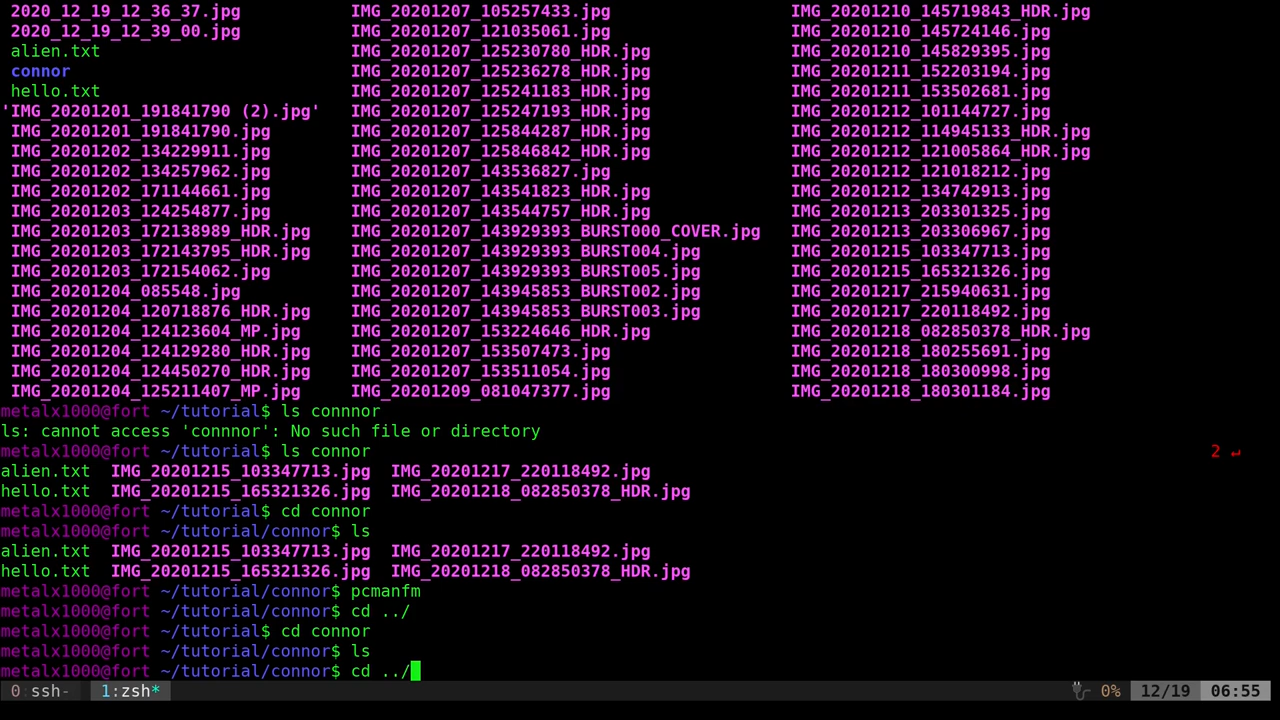 2020_12_19_12_36_37.jpg IMG_20201207_105257433.jpg IMG_20201210_145719843_HDR.jpg
2020_12_19_12_39_00.jpg IMG_20201207_121035061.jpg IMG_20201210_145724146.jpg
alien.txt IMG_20201207_125230780_HDR.jpg IMG_20201210_145829395.jpg
connor IMG_20201207_125236278_HDR.jpg IMG_20201211_152203194.jpg
hello.txt IMG_20201207_125241183_HDR.jpg IMG_20201211_153502681.jpg
'IMG_20201201_191841790 (2).jpg' IMG_20201207_125247193_HDR.jpg IMG_20201212_101144727.jpg
IMG_20201201_191841790.jpg IMG_20201207_125844287_HDR.jpg IMG_20201212_114945133_HDR.jpg
IMG_20201202_134229911.jpg IMG_20201207_125846842_HDR.jpg IMG_20201212_121005864_HDR.jpg
IMG_20201202_134257962.jpg IMG_20201207_143536827.jpg IMG_20201212_121018212.jpg
IMG_20201202_171144661.jpg IMG_20201207_143541823_HDR.jpg IMG_20201212_134742913.jpg
IMG_20201203_124254877.jpg IMG_20201207_143544757_HDR.jpg IMG_20201213_203301325.jpg
IMG_20201203_172138989_HDR.jpg IMG_20201207_143929393_BURST000_COVER.jpg IMG_20201213_203306967.jpg
IMG_20201203_172143795_HDR.jpg IMG_20201207_143929393_BURST004.jpg IMG_20201215_103347713.jpg
IMG_20201203_172154062.jpg IMG_20201207_143929393_BURST005.jpg IMG_20201215_165321326.jpg
IMG_20201204_085548.jpg IMG_20201207_143945853_BURST002.jpg IMG_20201217_215940631.jpg
IMG_20201204_120718876_HDR.jpg IMG_20201207_143945853_BURST003.jpg IMG_20201217_220118492.jpg
IMG_20201204_124123604_MP.jpg IMG_20201207_153224646_HDR.jpg IMG_20201218_082850378_HDR.jpg
IMG_20201204_124129280_HDR.jpg IMG_20201207_153507473.jpg IMG_20201218_180255691.jpg
IMG_20201204_124450270_HDR.jpg IMG_20201207_153511054.jpg IMG_20201218_180300998.jpg
IMG_20201204_125211407_MP.jpg IMG_20201209_081047377.jpg IMG_20201218_180301184.jpg
metalx1000@fort ~/tutorial$ ls connnor
ls: cannot access 'connnor': No such file or directory
metalx1000@fort ~/tutorial$ ls connor 2 ↵
alien.txt IMG_20201215_103347713.jpg IMG_20201217_220118492.jpg
hello.txt IMG_20201215_165321326.jpg IMG_20201218_082850378_HDR.jpg
metalx1000@fort ~/tutorial$ cd connor
metalx1000@fort ~/tutorial/connor$ ls
alien.txt IMG_20201215_103347713.jpg IMG_20201217_220118492.jpg
hello.txt IMG_20201215_165321326.jpg IMG_20201218_082850378_HDR.jpg
metalx1000@fort ~/tutorial/connor$ pcmanfm
metalx1000@fort ~/tutorial/connor$ cd ../
metalx1000@fort ~/tutorial$ cd connor
metalx1000@fort ~/tutorial/connor$ ls
metalx1000@fort ~/tutorial/connor$ cd ../
0 ssh- 1:zsh* 0% 12/19 06:55